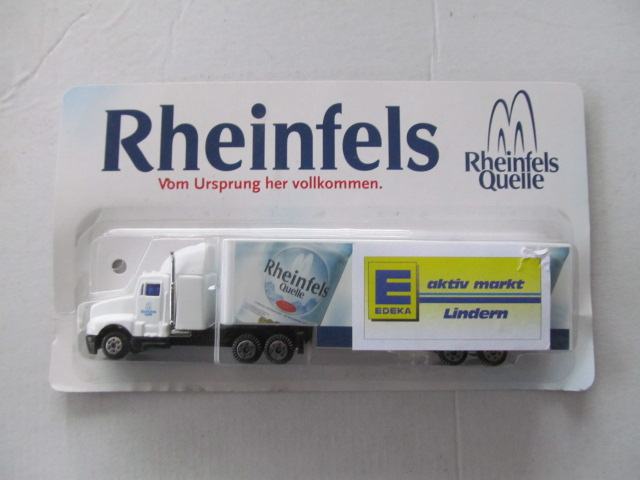 Rheinfels
Vom Ursprung her vollkommen.
Rheinfels
Quelle
Rheinfels
Quelle
E
EDEKA
aktiv markt
Lindern